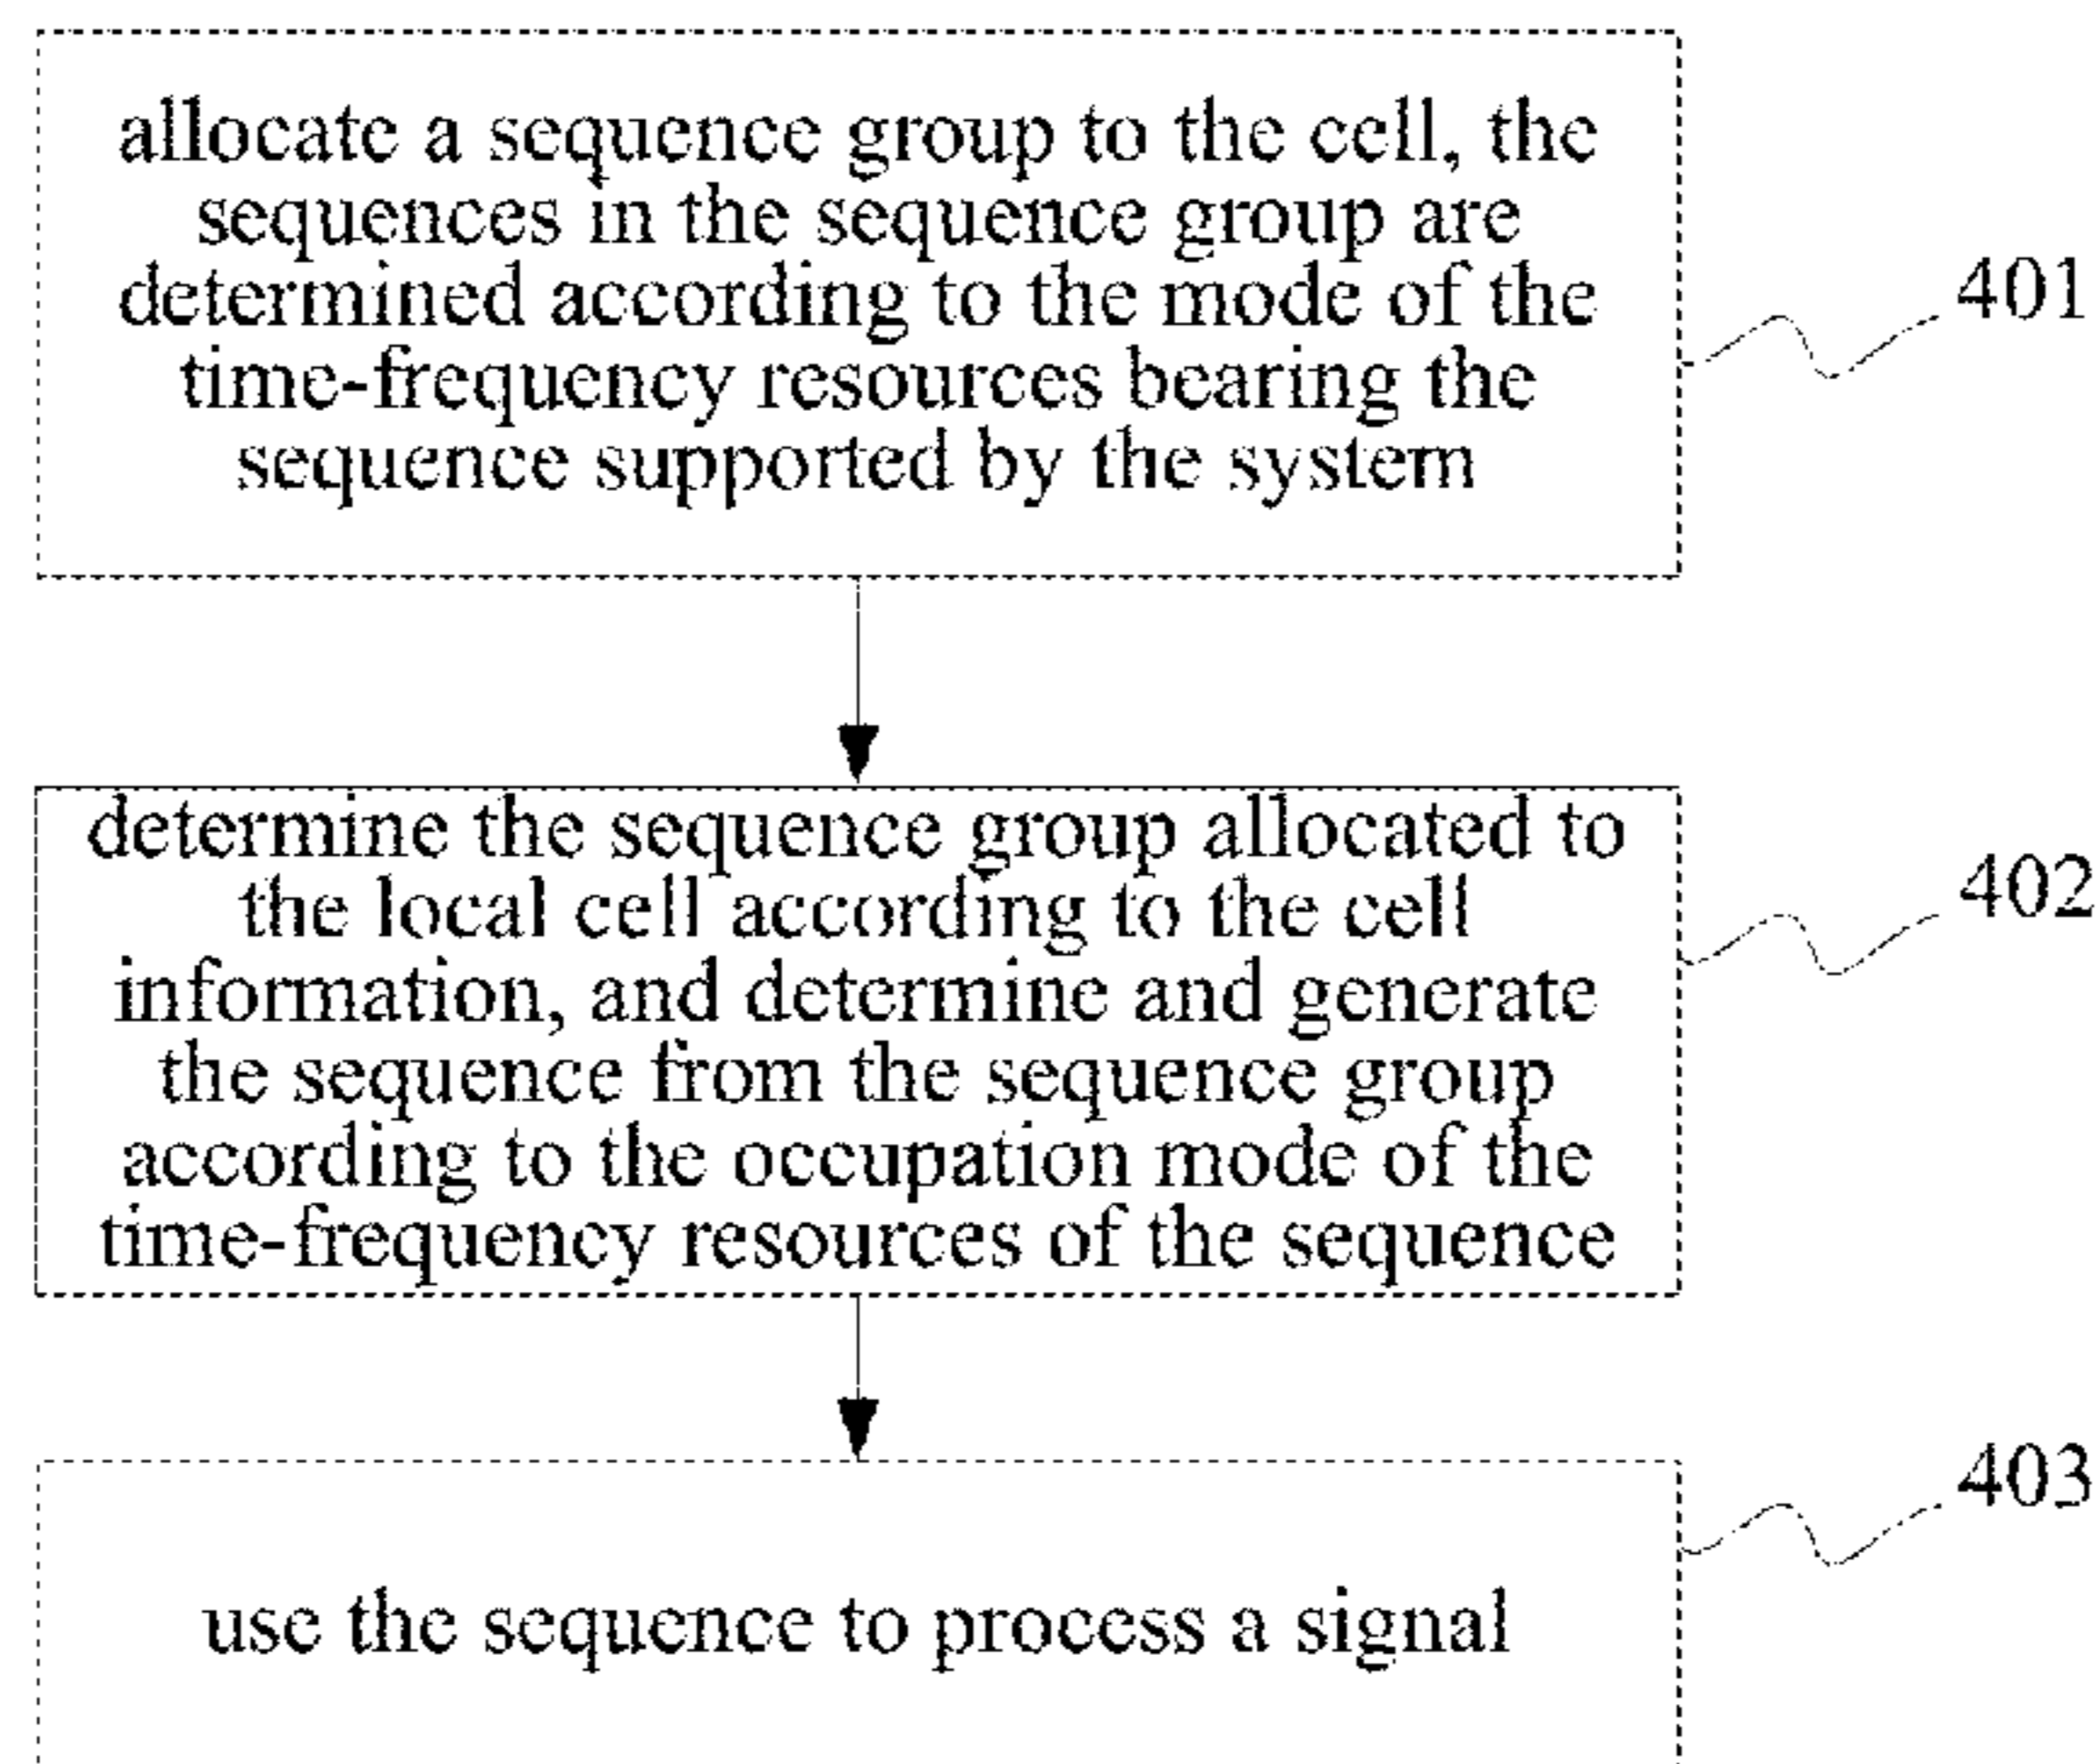 allocate a sequence group to the cell, the
sequences in the sequence group are
determined according to the mode of the
time-frequency resources bearing the
sequence supported by the system
401
determine the sequence group allocated to
the local cell according to the cell
information, and determine and generate
the sequence from the sequence group
according to the occupation mode of the
time-frequency resources of the sequence
402
use the sequence to process a signal
403